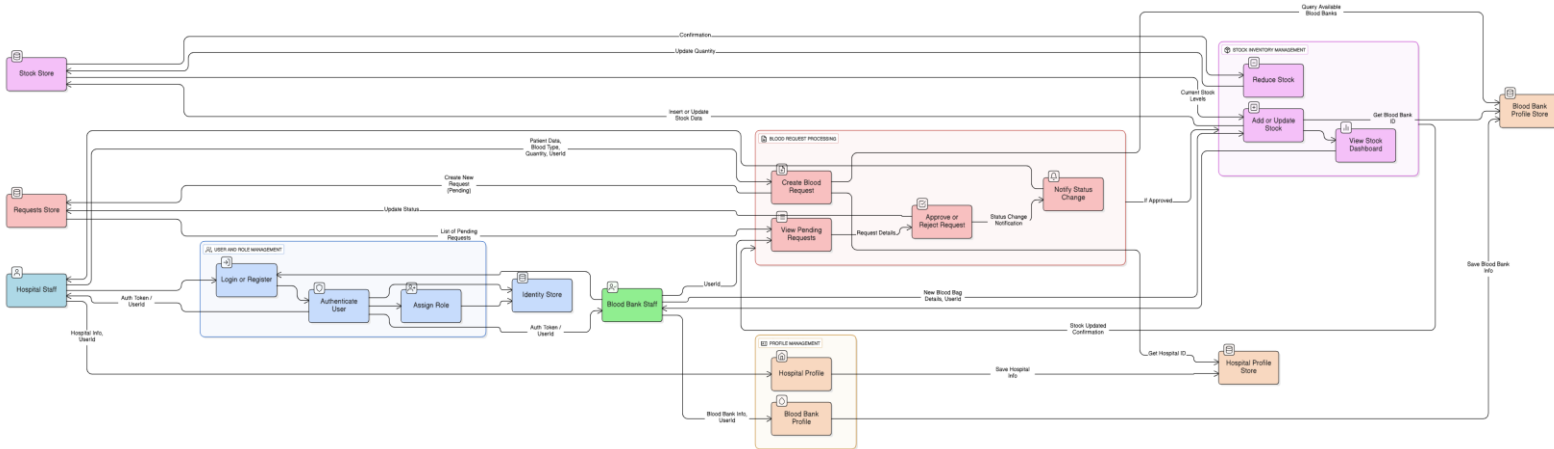 Query Available
Blood Banks
Confirmation
Update Quantity
STOCK INVENTORY MANAGEMENT
Stock Store
Reduce Stock
Current Stock
Levels
Blood Bank
Profile Store
Insert or Update
Stock Data
Add or Update
Stock
Get Blood Bank
ID
View Stock
Dashboard
BLOOD REQUEST PROCESSING
Patient Data,
Blood Type,
Quantity, UserId
Create New
Request
(Pending)
Create Blood
Request
Notify Status
Change
Requests Store
Update Status
Approve or
Reject Request
Status Change
Notification
If Approved
List of Pending
Requests
View Pending
Requests
Request Details
USER AND ROLE MANAGEMENT
Login or Register
Hospital Staff
Auth Token /
UserId
Authenticate
User
Assign Role
Identity Store
Blood Bank Staff
UserId
New Blood Bag
Details, UserId
Save Blood Bank
Info
Auth Token /
UserId
Stock Updated
Confirmation
Hospital Info,
UserId
PROFILE MANAGEMENT
Hospital Profile
Get Hospital ID
Save Hospital
Info
Hospital Profile
Store
Blood Bank Info,
UserId
Blood Bank
Profile